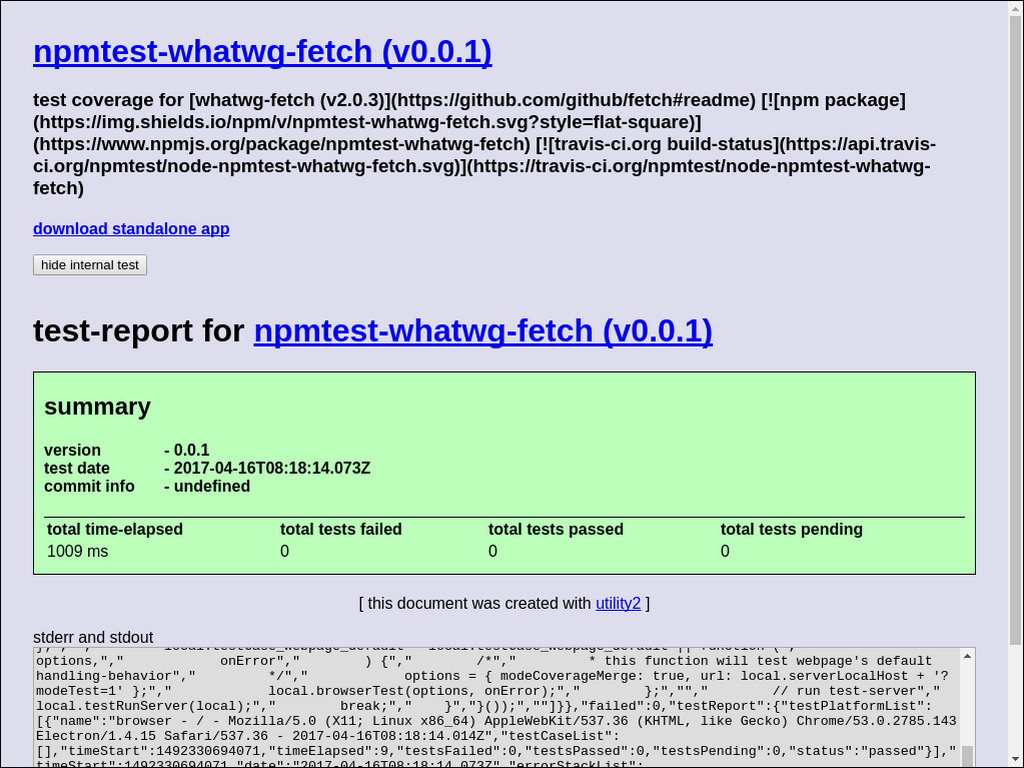 npmtest-whatwg-fetch (v0.0.1)
test coverage for [whatwg-fetch (v2.0.3)](https://github.com/github/fetch#readme) [![npm package]
(https://img.shields.io/npm/v/npmtest-whatwg-fetch.svg?style=flat-square)]
(https://www.npmjs.org/package/npmtest-whatwg-fetch) [![travis-ci.org build-status](https://api.travis-
ci.org/npmtest/node-npmtest-whatwg-fetch.svg)](https://travis-ci.org/npmtest/node-npmtest-whatwg-
fetch)
download standalone app
hide internal test
test-report for npmtest-whatwg-fetch (v0.0.1)
summary
version - 0.0.1
test date - 2017-04-16T08:18:14.073Z
commit info - undefined
total time-elapsed total tests failed total tests passed total tests pending
1009 ms 0 0 0
[ this document was created with utility2 ]
stderr and stdout
local.testCase_webpage_default = local.testCase_webpage_default || function (","
options,"," onError"," ) {"," /*"," * this function will test webpage's default
handling-behavior"," */"," options = { modeCoverageMerge: true, url: local.serverLocalHost + '?
modeTest=1' };"," local.browserTest(options, onError);"," };",""," // run test-server","
local.testRunServer(local);"," break;"," }","}());",""]}},"failed":0,"testReport":{"testPlatformList":
[{"name":"browser - / - Mozilla/5.0 (X11; Linux x86_64) AppleWebKit/537.36 (KHTML, like Gecko) Chrome/53.0.2785.143
Electron/1.4.15 Safari/537.36 - 2017-04-16T08:18:14.014Z","testCaseList":
[],"timeStart":1492330694071,"timeElapsed":9,"testsFailed":0,"testsPassed":0,"testsPending":0,"status":"passed"}],"
timeStart":1492330694071,"date":"2017-04-16T08:18:14.073Z","errorStackList":